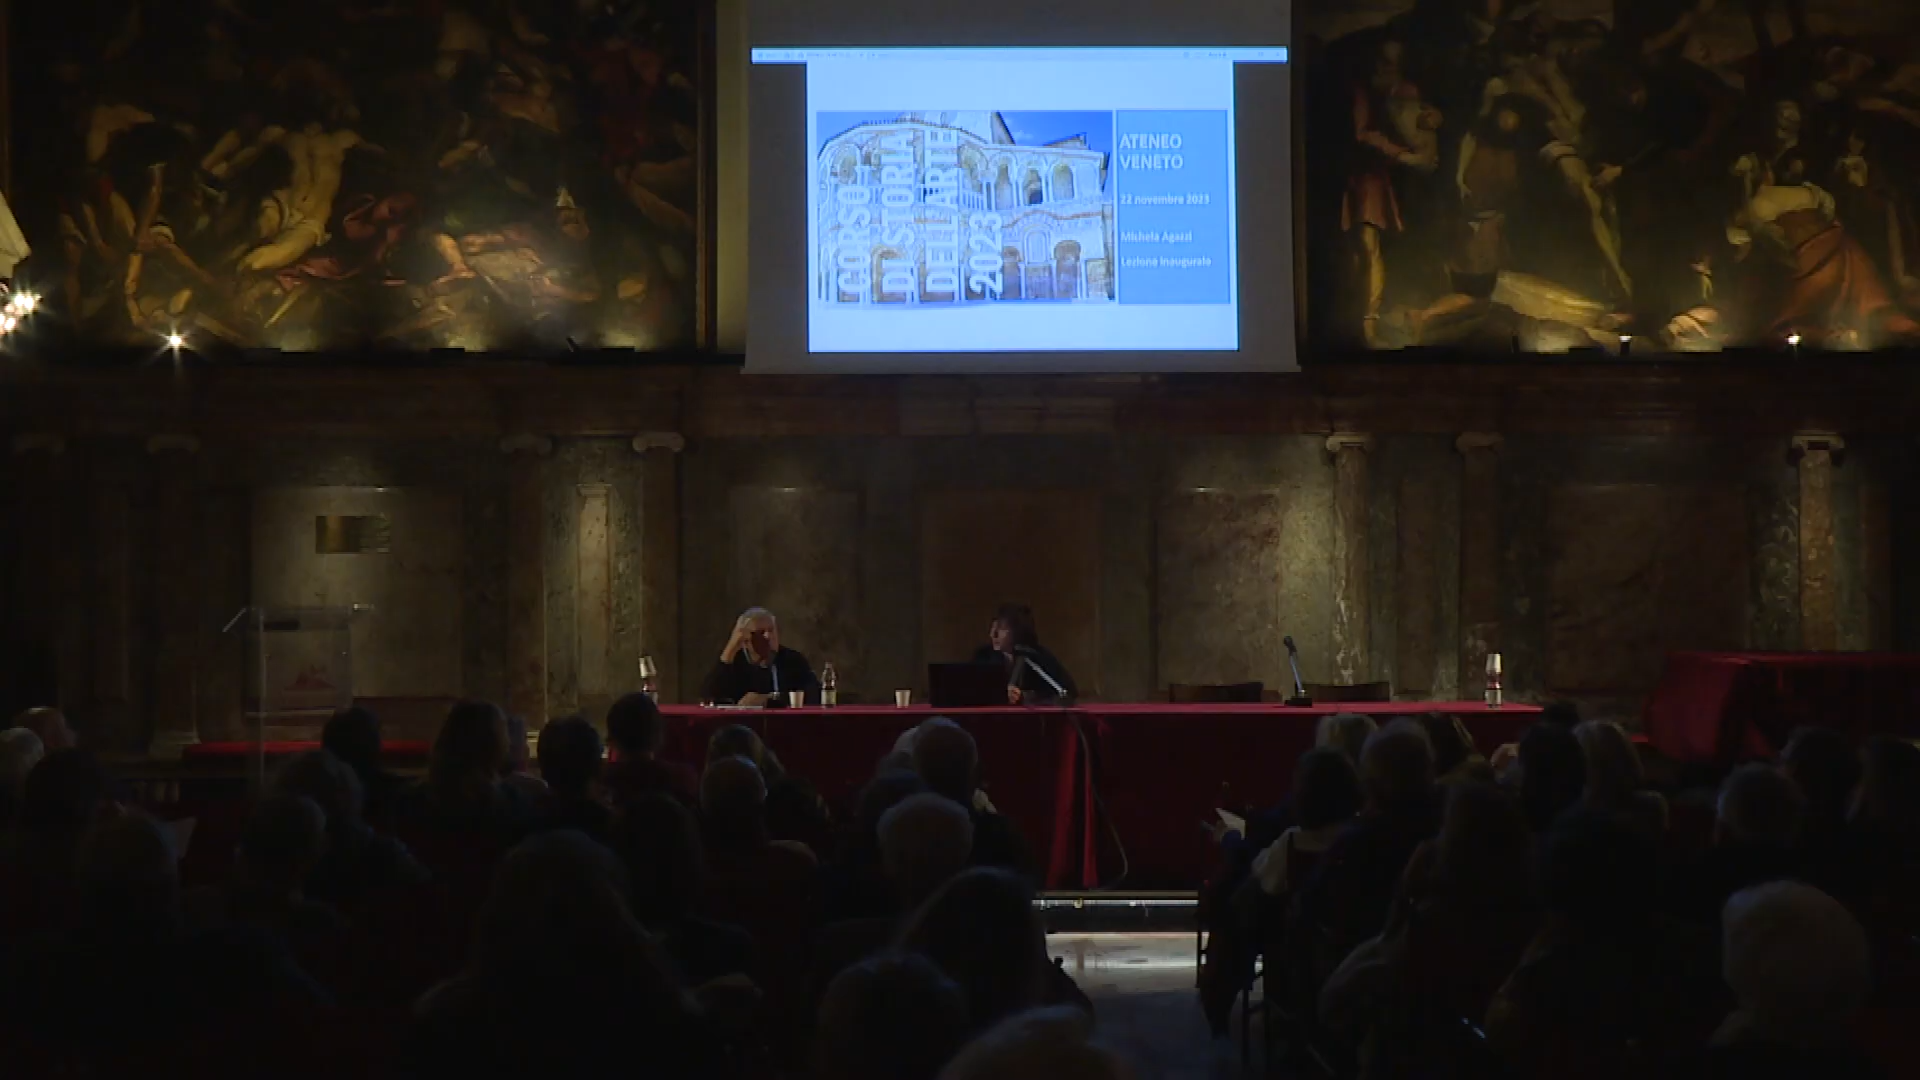 CORSO
DI STORIA
DELL'ARTE
2023
ATENEO
VENETO
22 novembre 2023
Michela Agazzi
Lezione Inaugurale